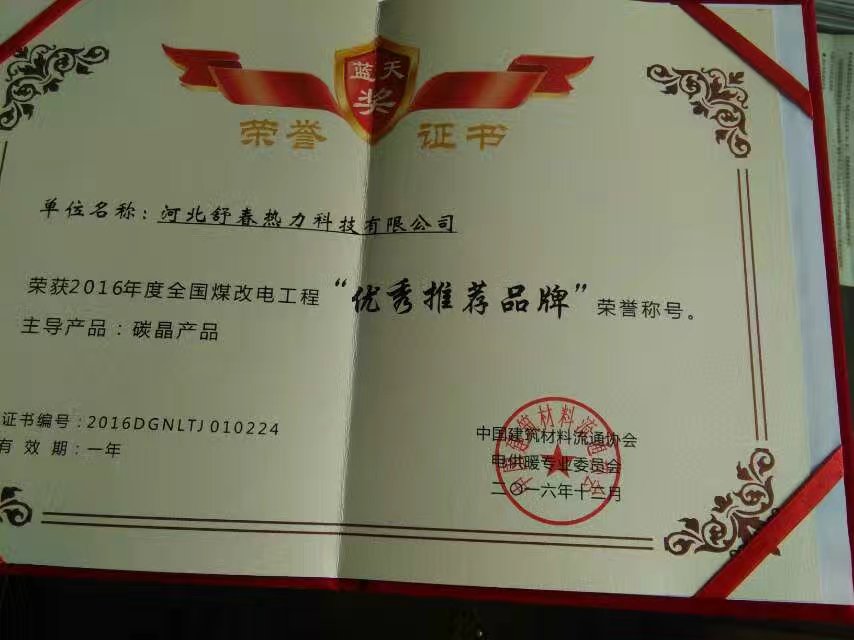 蓝天
奖
荣誉证书
单位名称：河北舒春热力科技有限公司
荣获2016年度全国煤改电工程“优秀推荐品牌”荣誉称号。
主导产品：碳晶产品
证书编号：2016DGNLTJ010224
有效期：一年
中国建筑材料流通协会
电供暖专业委员会
二〇一六年十二月